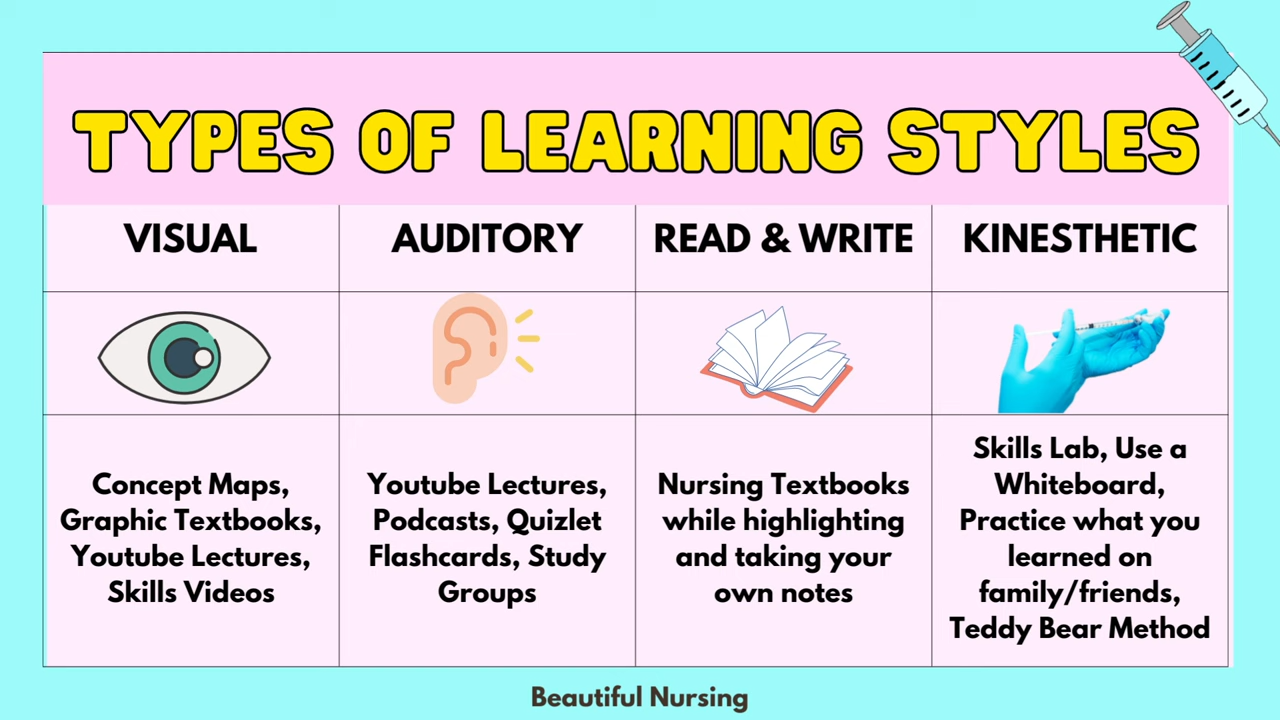 TYPES OF LEARNING STYLES
VISUAL
AUDITORY
READ & WRITE
KINESTHETIC
Concept Maps,
Graphic Textbooks,
Youtube Lectures,
Skills Videos
Youtube Lectures,
Podcasts, Quizlet
Flashcards, Study
Groups
Nursing Textbooks
while highlighting
and taking your
own notes
Skills Lab, Use a
Whiteboard,
Practice what you
learned on
family/friends,
Teddy Bear Method
Beautiful Nursing